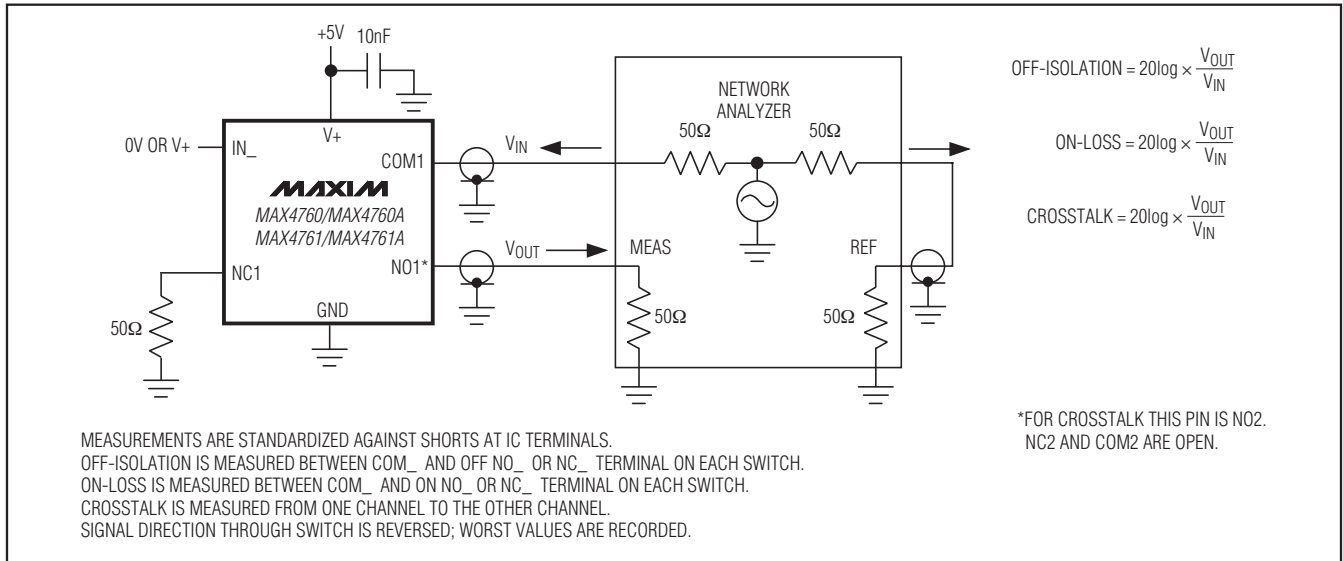 +5V 10nF
V+
0V OR V+ IN_
COM1
MAXIM
MAX4760/MAX4760A
MAX4761/MAX4761A
NC1
NO1*
GND
50Ω
VIN
VOUT
NETWORK
ANALYZER
50Ω 50Ω
MEAS REF
50Ω 50Ω
OFF-ISOLATION = 20log × VOUT/VIN
ON-LOSS = 20log × VOUT/VIN
CROSSTALK = 20log × VOUT/VIN
*FOR CROSSTALK THIS PIN IS NO2.
NC2 AND COM2 ARE OPEN.
MEASUREMENTS ARE STANDARDIZED AGAINST SHORTS AT IC TERMINALS.
OFF-ISOLATION IS MEASURED BETWEEN COM_ AND OFF NO_ OR NC_ TERMINAL ON EACH SWITCH.
ON-LOSS IS MEASURED BETWEEN COM_ AND ON NO_ OR NC_ TERMINAL ON EACH SWITCH.
CROSSTALK IS MEASURED FROM ONE CHANNEL TO THE OTHER CHANNEL.
SIGNAL DIRECTION THROUGH SWITCH IS REVERSED; WORST VALUES ARE RECORDED.